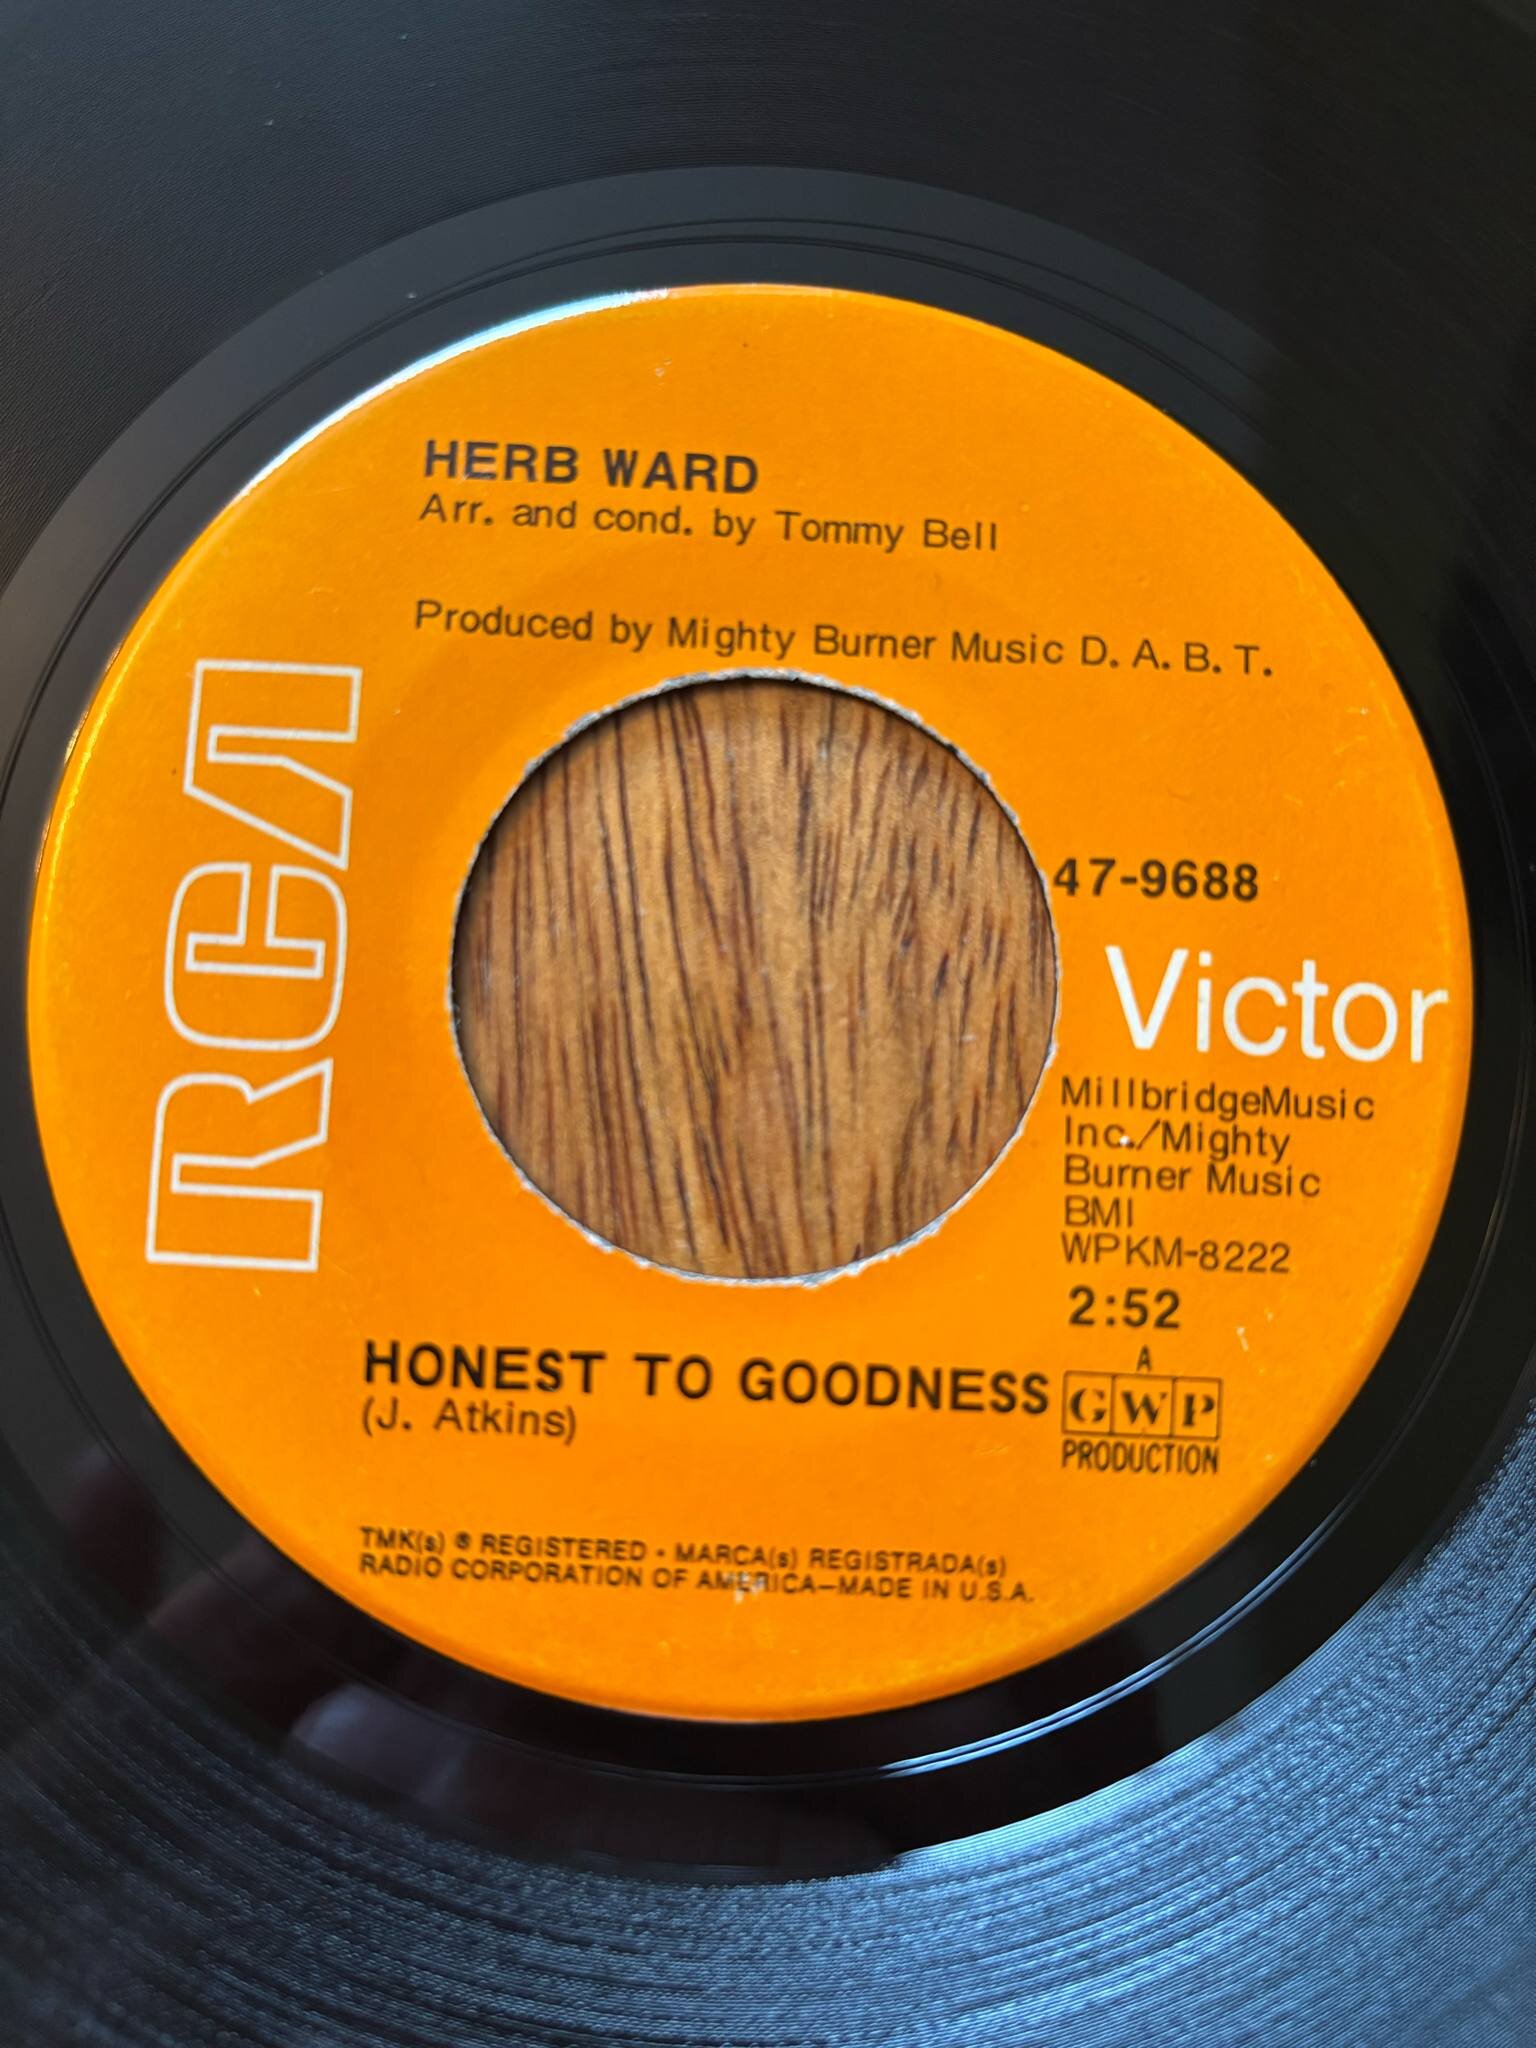 HERB WARD
Arr. and cond. by Tommy Bell
Produced by Mighty Burner Music D. A. B. T.
RCA
47-9688
Victor
MillbridgeMusic
Inc./Mighty
Burner Music
BMI
WPKM-8222
2:52
HONEST TO GOODNESS
(J. Atkins)
A
GWP
PRODUCTION
TMK(s) ® REGISTERED • MARCA(s) REGISTRADA(s)
RADIO CORPORATION OF AMERICA—MADE IN U.S.A.